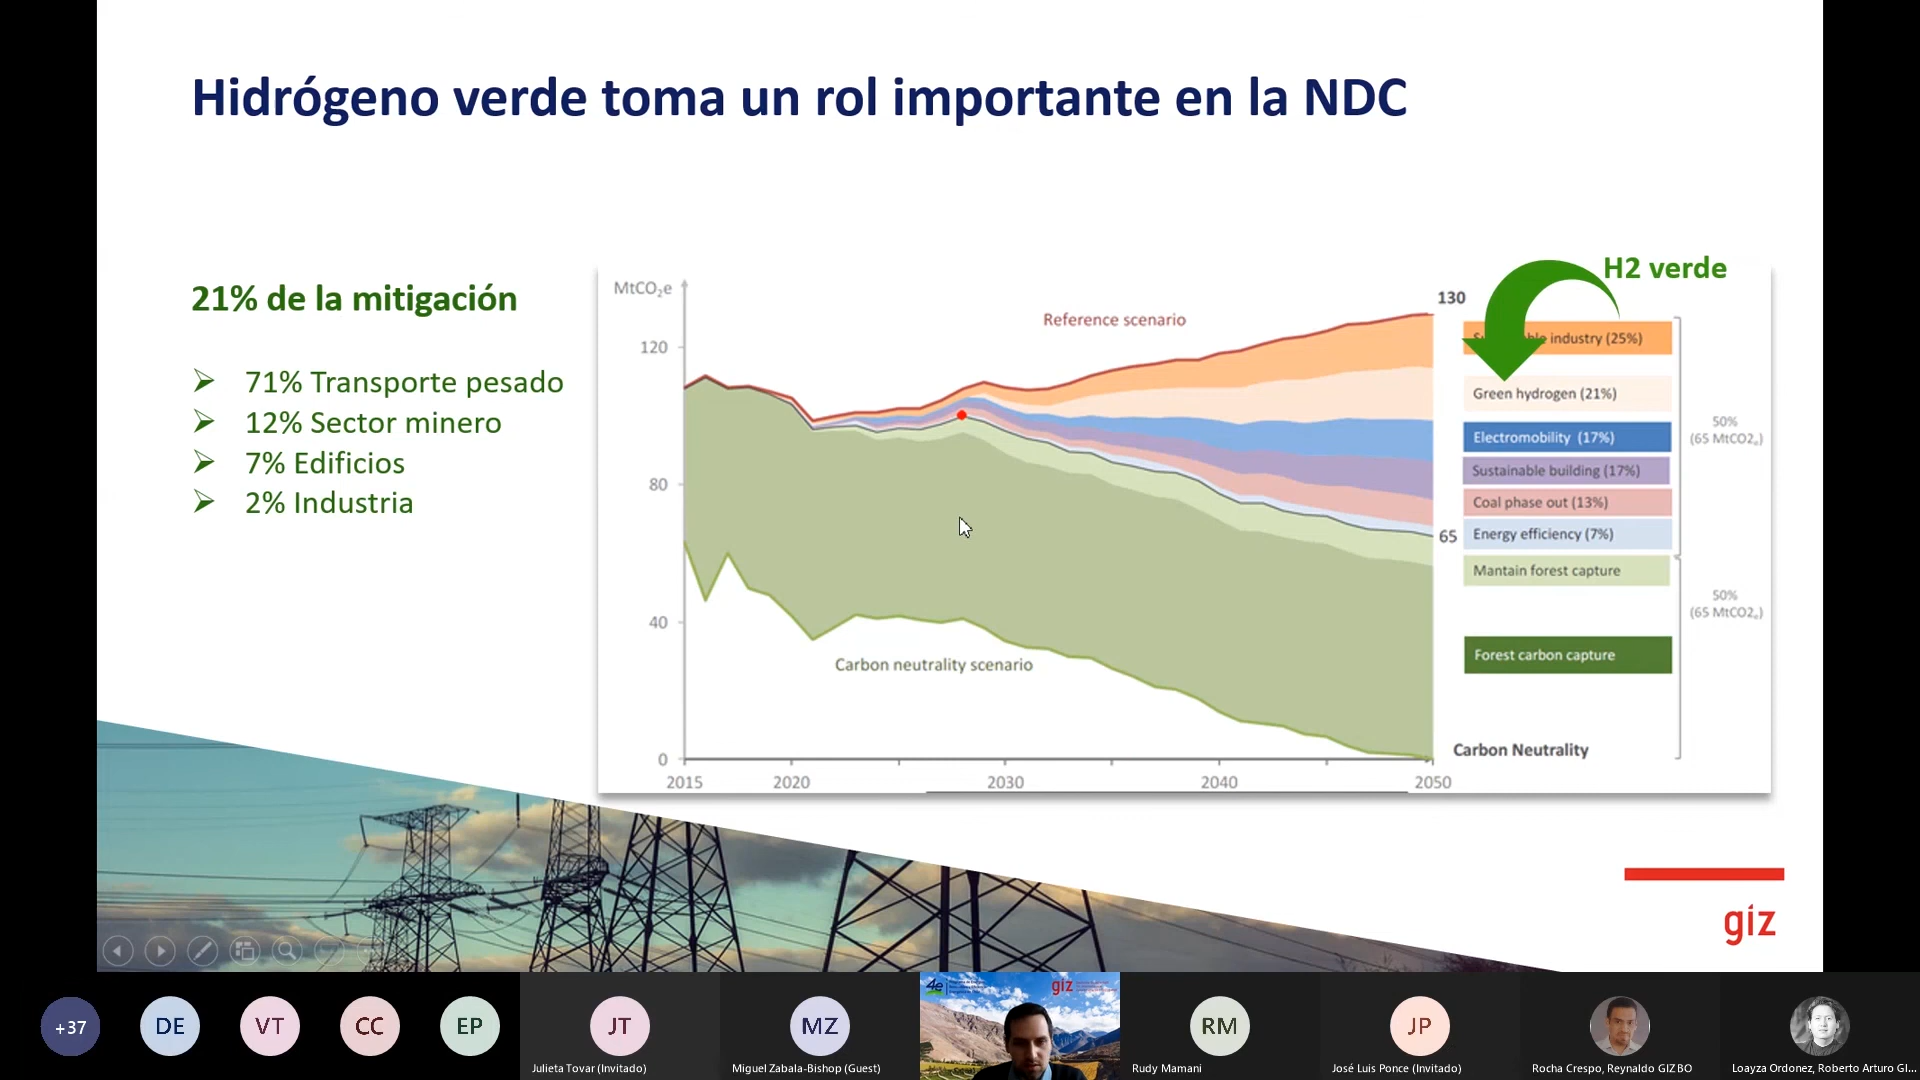 Hidrógeno verde toma un rol importante en la NDC
21% de la mitigación
71% Transporte pesado
12% Sector minero
7% Edificios
2% Industria
H2 verde
MtCO₂e
120
80
40
0
2015
2020
2030
2040
2050
Reference scenario
Carbon neutrality scenario
130
65
industry (25%)
Green hydrogen (21%)
Electromobility (17%)
Sustainable building (17%)
Coal phase out (13%)
Energy efficiency (7%)
Mantain forest capture
Forest carbon capture
Carbon Neutrality
50%
(65 MtCO2ₑ)
50%
(65 MtCO2ₑ)
giz
+37
DE
VT
CC
EP
JT
Julieta Tovar (Invitado)
MZ
Miguel Zabala-Bishop (Guest)
4e
giz
RM
Rudy Mamani
JP
José Luis Ponce (Invitado)
Rocha Crespo, Reynaldo GIZ BO
Loayza Ordonez, Roberto Arturo GI...